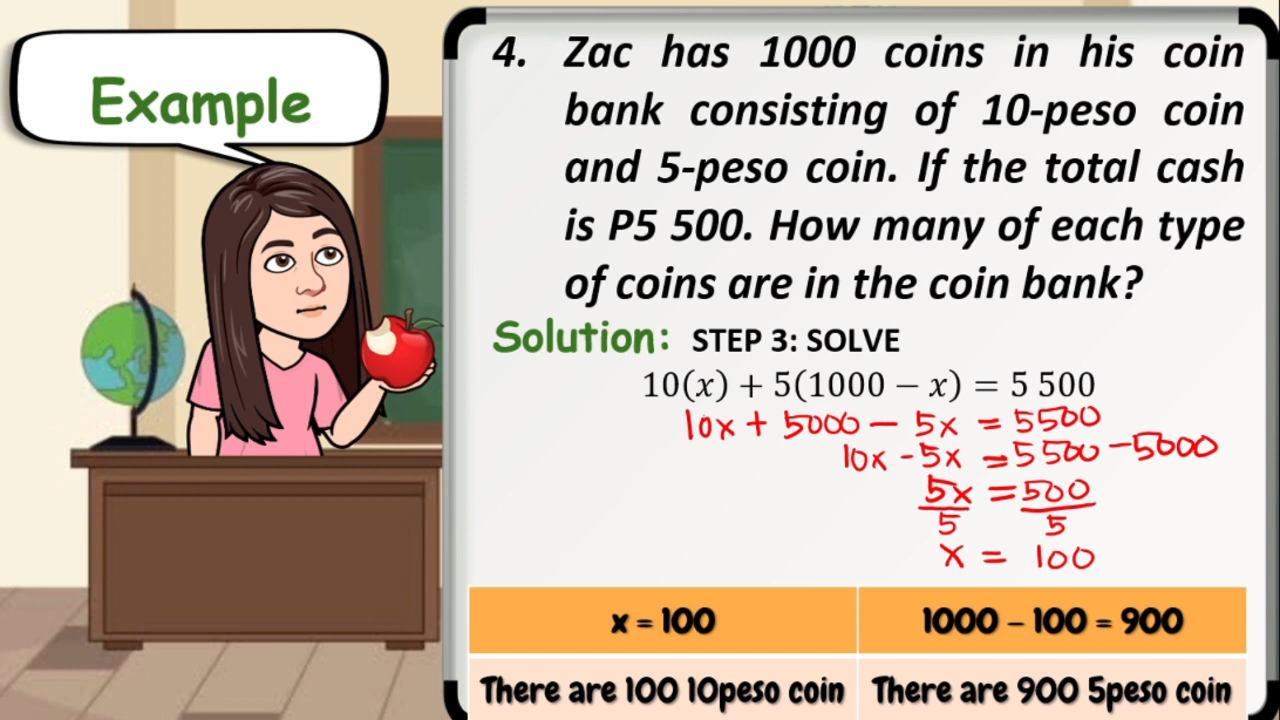 Example
4. Zac has 1000 coins in his coin
bank consisting of 10-peso coin
and 5-peso coin. If the total cash
is P5 500. How many of each type
of coins are in the coin bank?
Solution: STEP 3: SOLVE
10(x) + 5(1000 − x) = 5 500
10x + 5000 − 5x = 5500
10x - 5x = 5500 - 5000
5x = 500
5 5
x = 100
x = 100 1000 − 100 = 900
There are 100 10peso coin There are 900 5peso coin